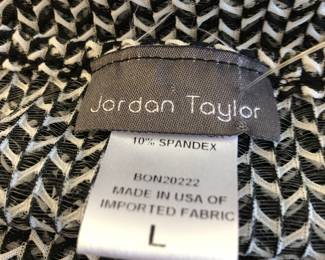 Jordan Taylor
10% SPANDEX
BON20222
MADE IN USA OF
IMPORTED FABRIC
L